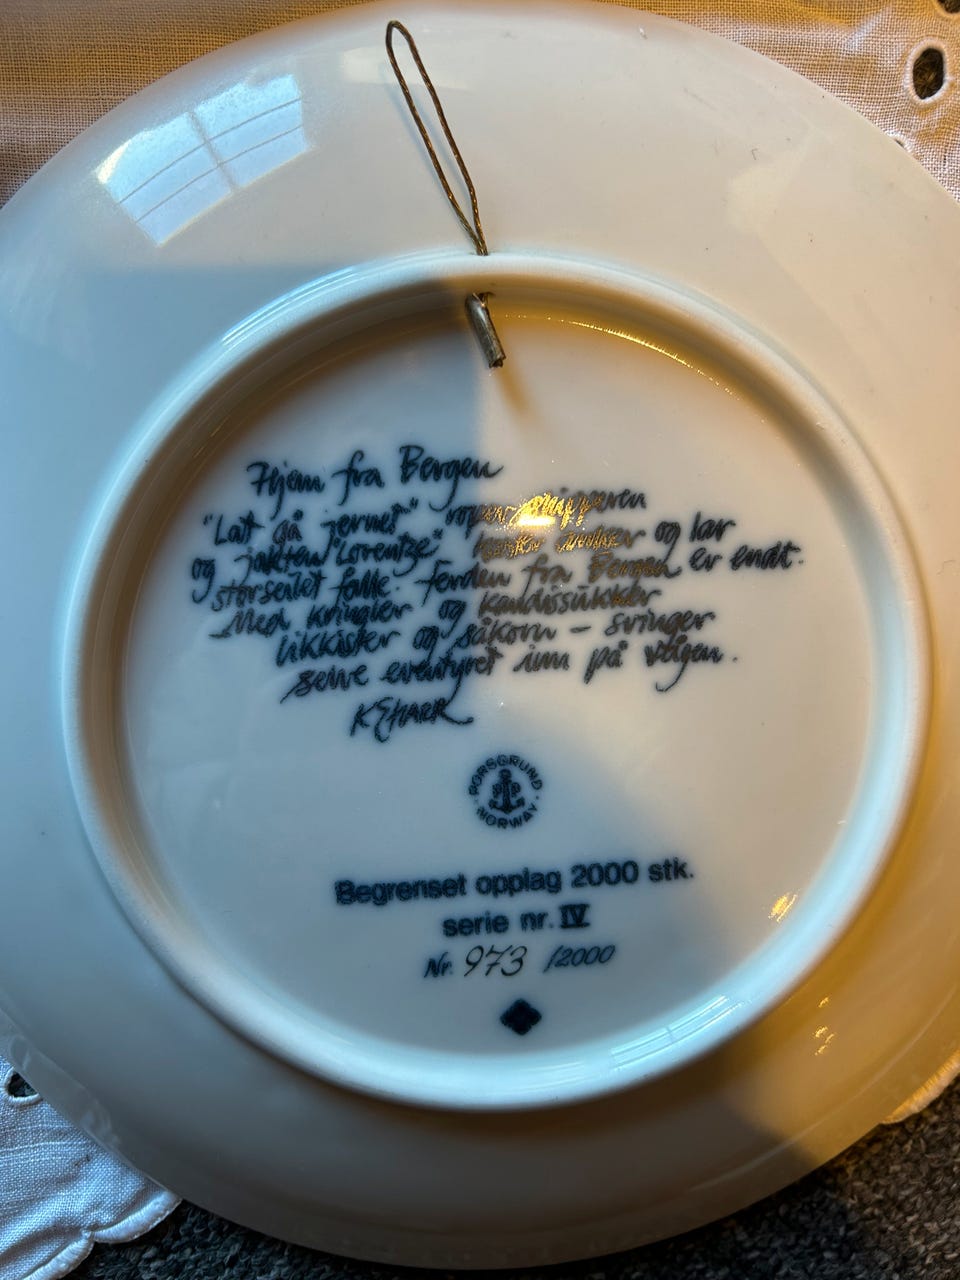 Hjem fra Bergen
"Lat gå jernet" roper skipperen
og jakten "Lorentze" kaster anker og lar
storseilet falle. Ferden fra Bergen er endt.
Med kringler og kandissukker
likkister og såkorn – svinger
selve eventyret inn på vågen.
PORSGRUND
NORWAY
Begrenset opplag 2000 stk.
serie nr. IV
Nr. 973 /2000